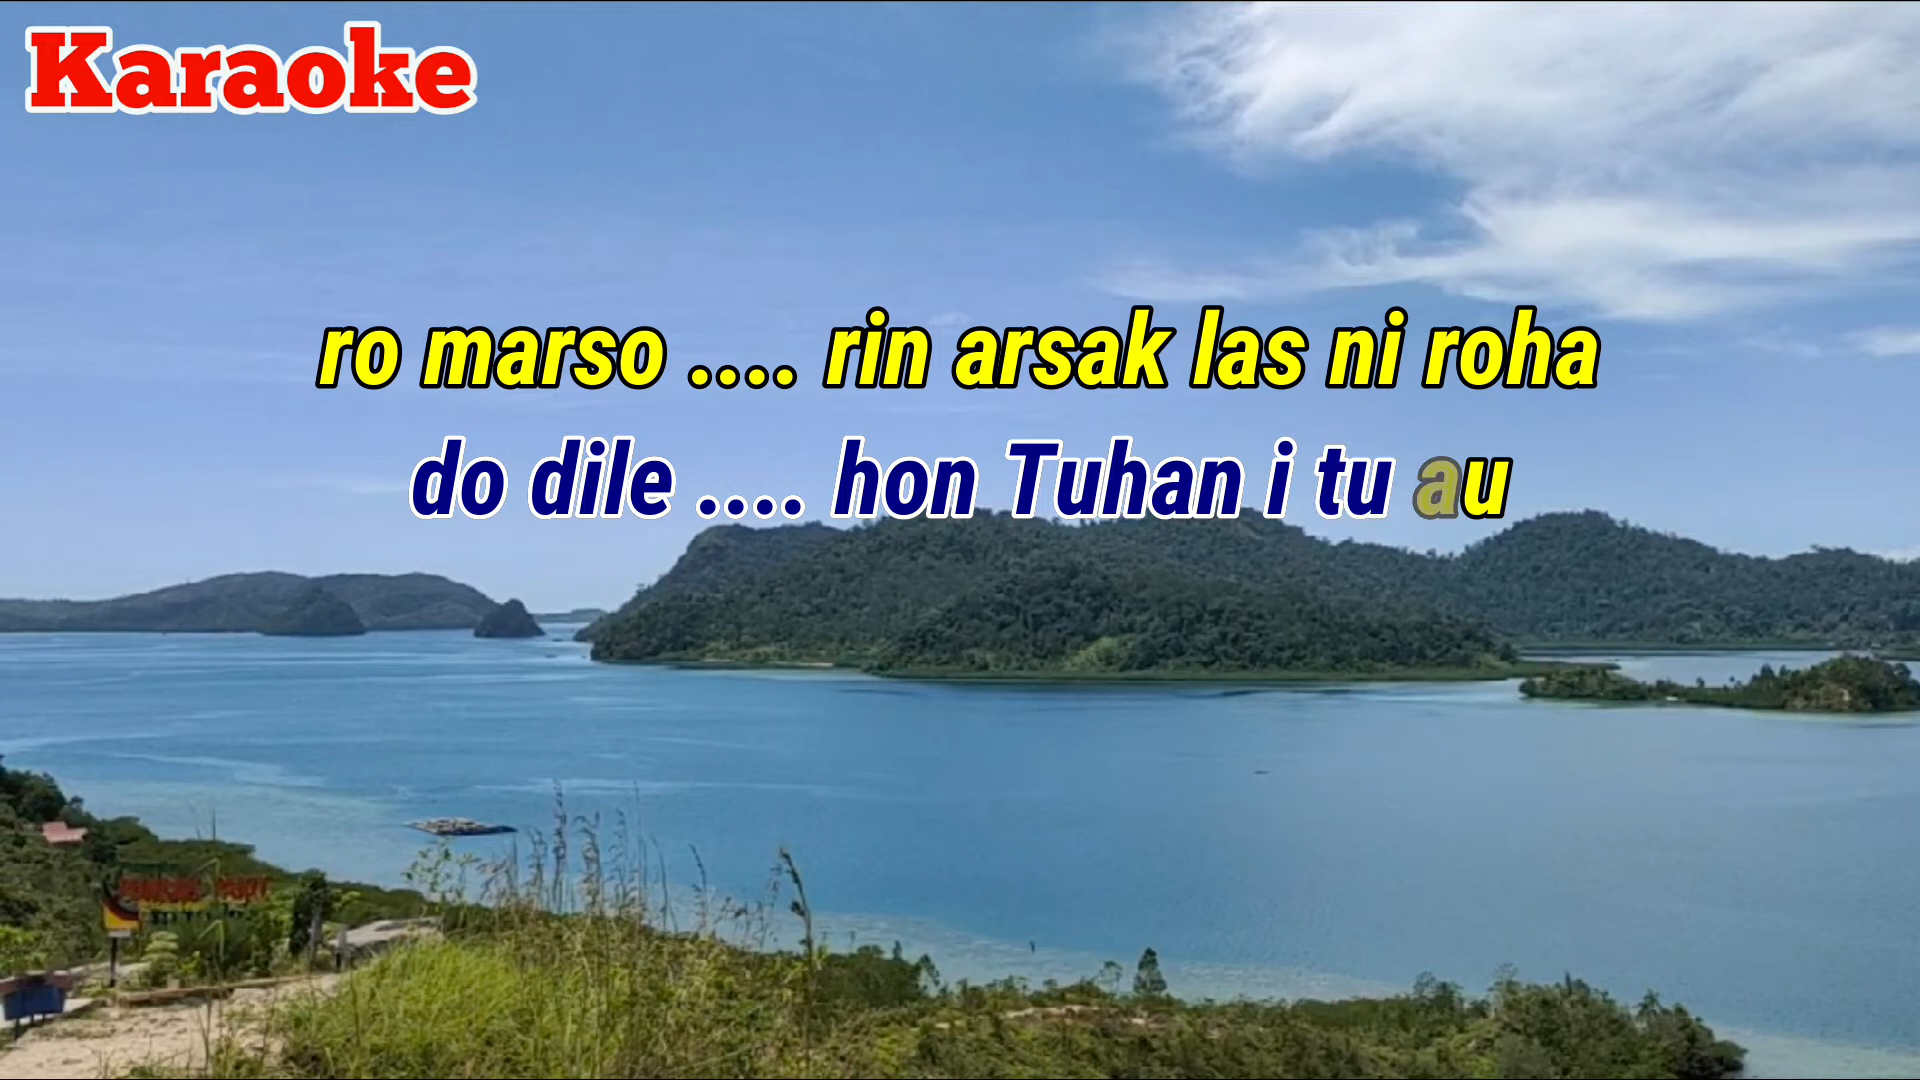 Karaoke
ro marso .... rin arsak las ni roha
do dile .... hon Tuhan i tu au